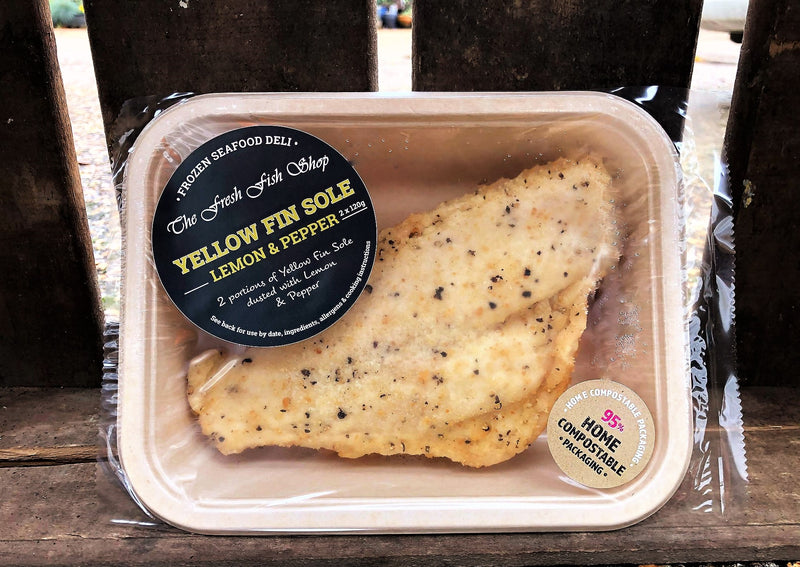 • FROZEN SEAFOOD DELI •
The Fresh Fish Shop
YELLOW FIN SOLE
LEMON & PEPPER
2 x 120g
2 portions of Yellow Fin Sole
dusted with Lemon
& Pepper
See back for use by date, ingredients, allergens & cooking instructions
• HOME COMPOSTABLE PACKAGING •
95%
HOME
COMPOSTABLE
• PACKAGING •